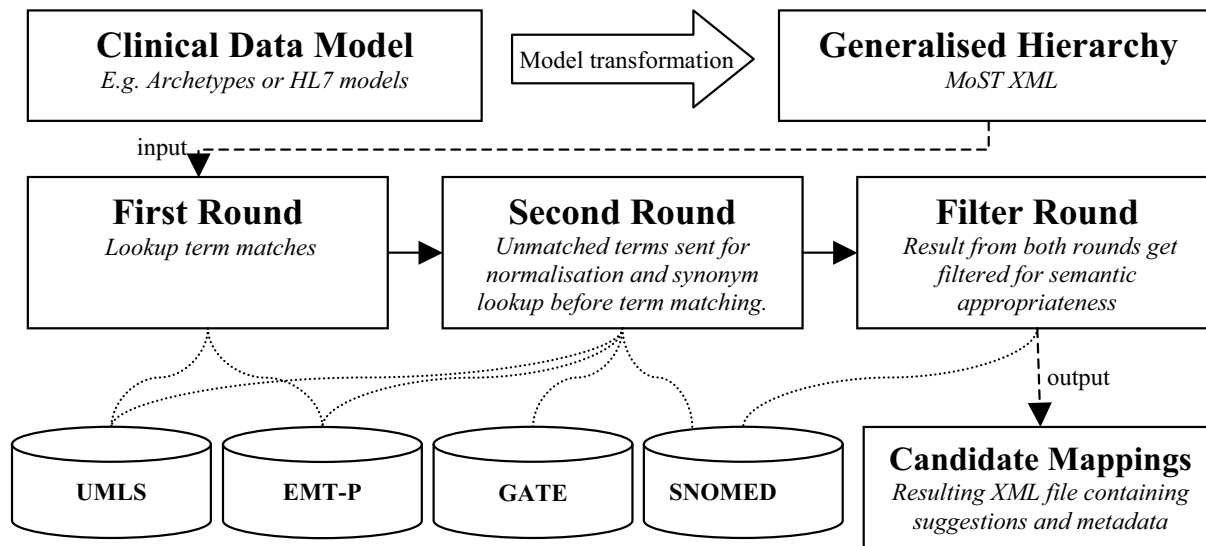 Clinical Data Model
E.g. Archetypes or HL7 models
Model transformation
Generalised Hierarchy
MoST XML
input
First Round
Lookup term matches
Second Round
Unmatched terms sent for
normalisation and synonym
lookup before term matching.
Filter Round
Result from both rounds get
filtered for semantic
appropriateness
output
UMLS
EMT-P
GATE
SNOMED
Candidate Mappings
Resulting XML file containing
suggestions and metadata